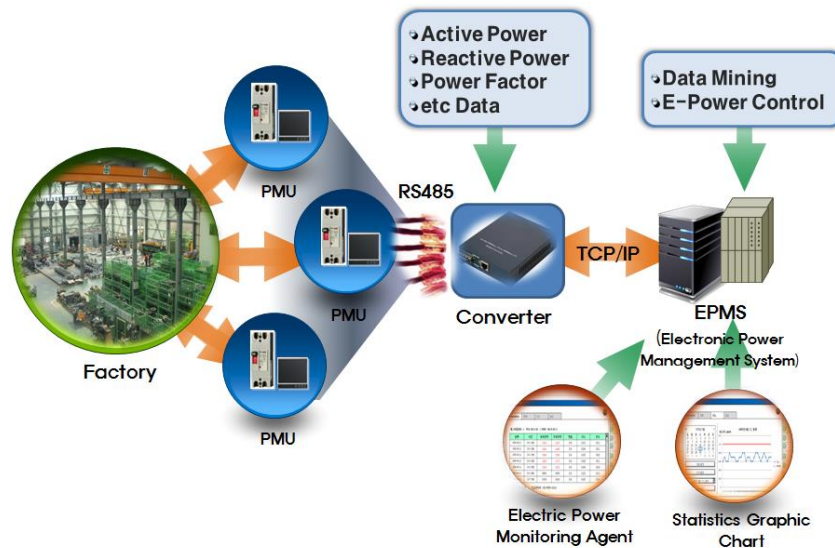 Active Power
Reactive Power
Power Factor
etc Data
Data Mining
E-Power Control
PMU
RS485
PMU
PMU
Factory
Converter
TCP/IP
EPMS
(Electronic Power
Management System)
Electric Power
Monitoring Agent
Statistics Graphic
Chart